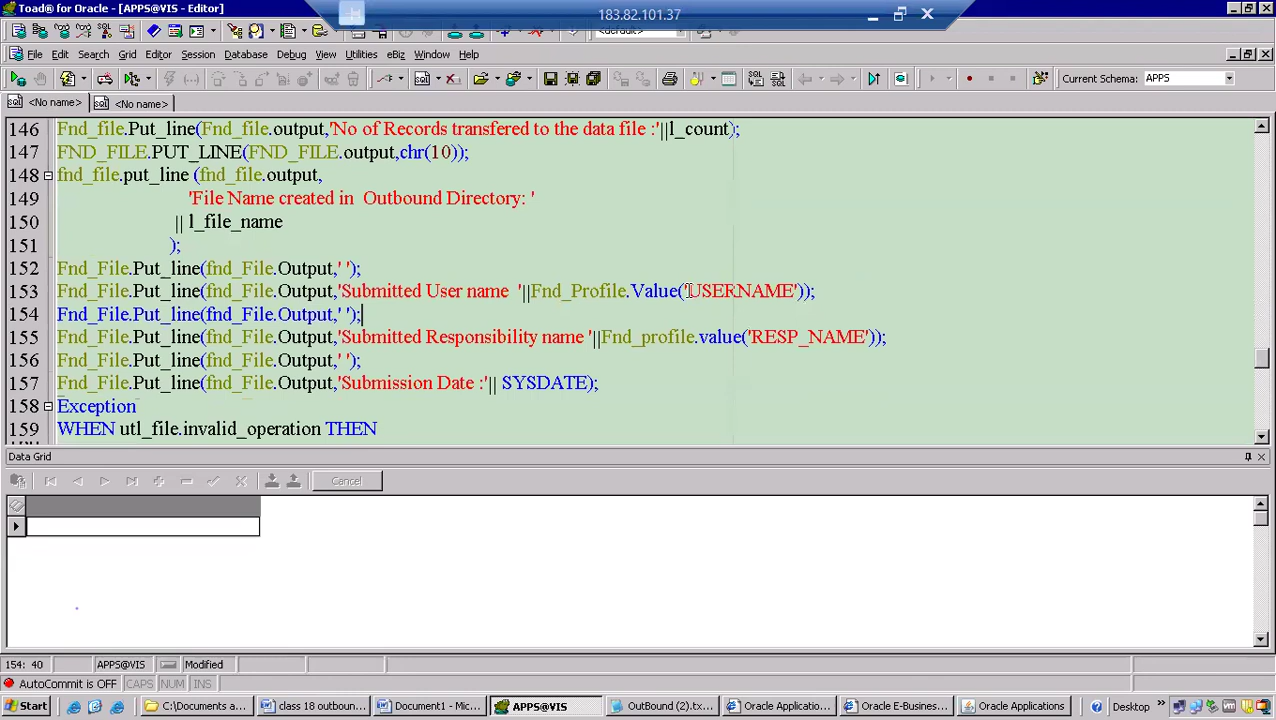 Toad® for Oracle - [APPS@VIS - Editor]
183.82.101.37
<default>
File Edit Search Grid Editor Session Database Debug View Utilities eBiz Window Help
Current Schema: APPS
<No name> <No name>
146 Fnd_file.Put_line(Fnd_file.output,'No of Records transfered to the data file :'||l_count);
147 FND_FILE.PUT_LINE(FND_FILE.output,chr(10));
148 fnd_file.put_line (fnd_file.output,
149 'File Name created in  Outbound Directory: '
150 || l_file_name
151 );
152 Fnd_File.Put_line(fnd_File.Output,' ');
153 Fnd_File.Put_line(fnd_File.Output,'Submitted User name  '||Fnd_Profile.Value('USERNAME'));
154 Fnd_File.Put_line(fnd_File.Output,' ');
155 Fnd_File.Put_line(fnd_File.Output,'Submitted Responsibility name '||Fnd_profile.value('RESP_NAME'));
156 Fnd_File.Put_line(fnd_File.Output,' ');
157 Fnd_File.Put_line(fnd_File.Output,'Submission Date :'|| SYSDATE);
158 Exception
159 WHEN utl_file.invalid_operation THEN
Data Grid
Cancel
154: 40 APPS@VIS Modified
AutoCommit is OFF CAPS NUM INS
Start C:\Documents a... class 18 outboun... Document1 - Mic... APPS@VIS OutBound (2).tx... Oracle Applicatio... Oracle E-Busines... Oracle Applications Desktop »